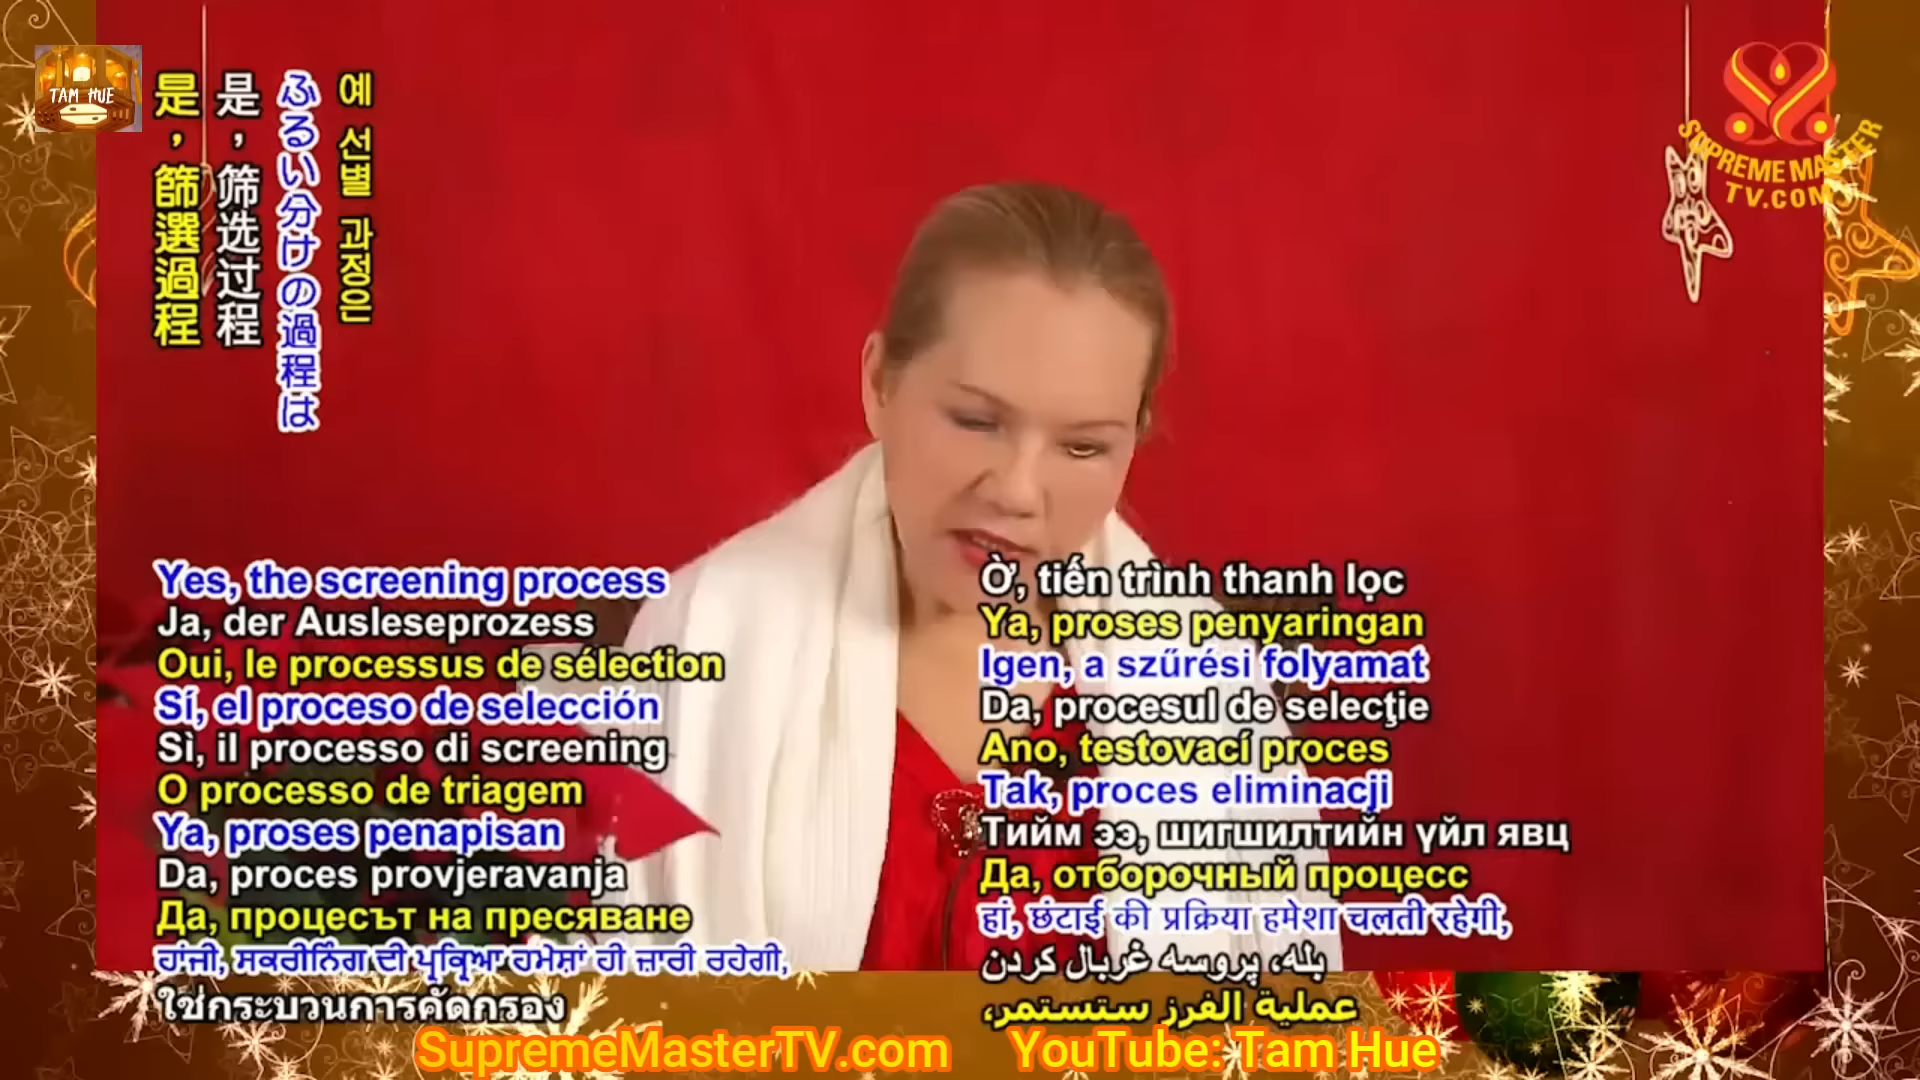 TAM HUE
是，篩選過程
是，筛选过程
ふるい分けの過程は
예 선별 과정은
SUPREME MASTER
TV.COM
Yes, the screening process
Ja, der Ausleseprozess
Oui, le processus de sélection
Sí, el proceso de selección
Sì, il processo di screening
O processo de triagem
Ya, proses penapisan
Da, proces provjeravanja
Да, процесът на пресяване
ਹਾਂਜੀ, ਸਕਰੀਨਿੰਗ ਦੀ ਪ੍ਰਕ੍ਰਿਆ ਹਮੇਸ਼ਾਂ ਹੀ ਜ਼ਾਰੀ ਰਹੇਗੀ,
ใช่กระบวนการคัดกรอง
Ờ, tiến trình thanh lọc
Ya, proses penyaringan
Igen, a szűrési folyamat
Da, procesul de selecţie
Ano, testovací proces
Tak, proces eliminacji
Тийм ээ, шигшилтийн үйл явц
Да, отборочный процесс
हां, छंटाई की प्रक्रिया हमेशा चलती रहेगी,
بله، پروسه غربال کردن
عملية الفرز ستستمر،
SupremeMasterTV.com YouTube: Tam Hue